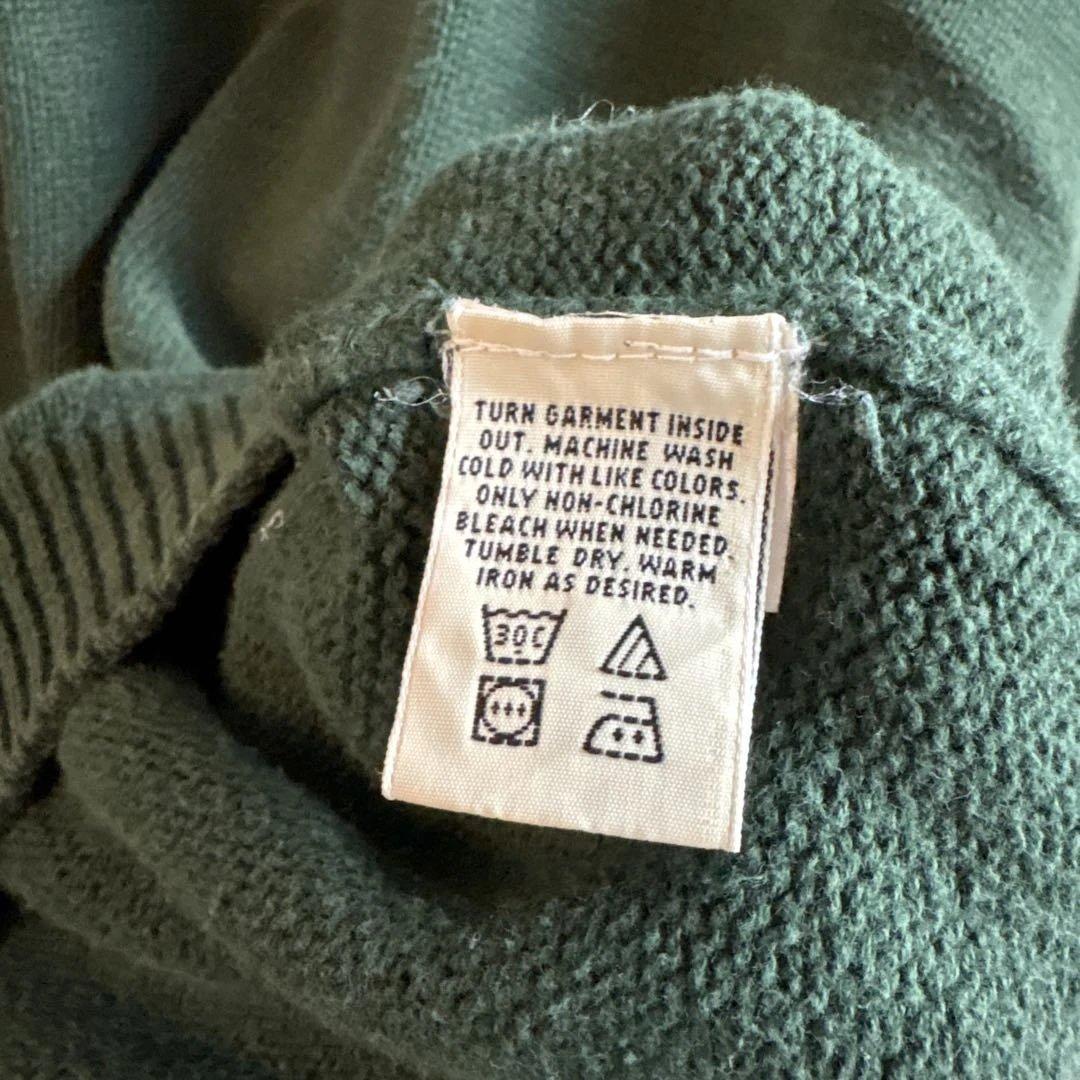 TURN GARMENT INSIDE
OUT. MACHINE WASH
COLD WITH LIKE COLORS.
ONLY NON-CHLORINE
BLEACH WHEN NEEDED.
TUMBLE DRY. WARM
IRON AS DESIRED.
30C